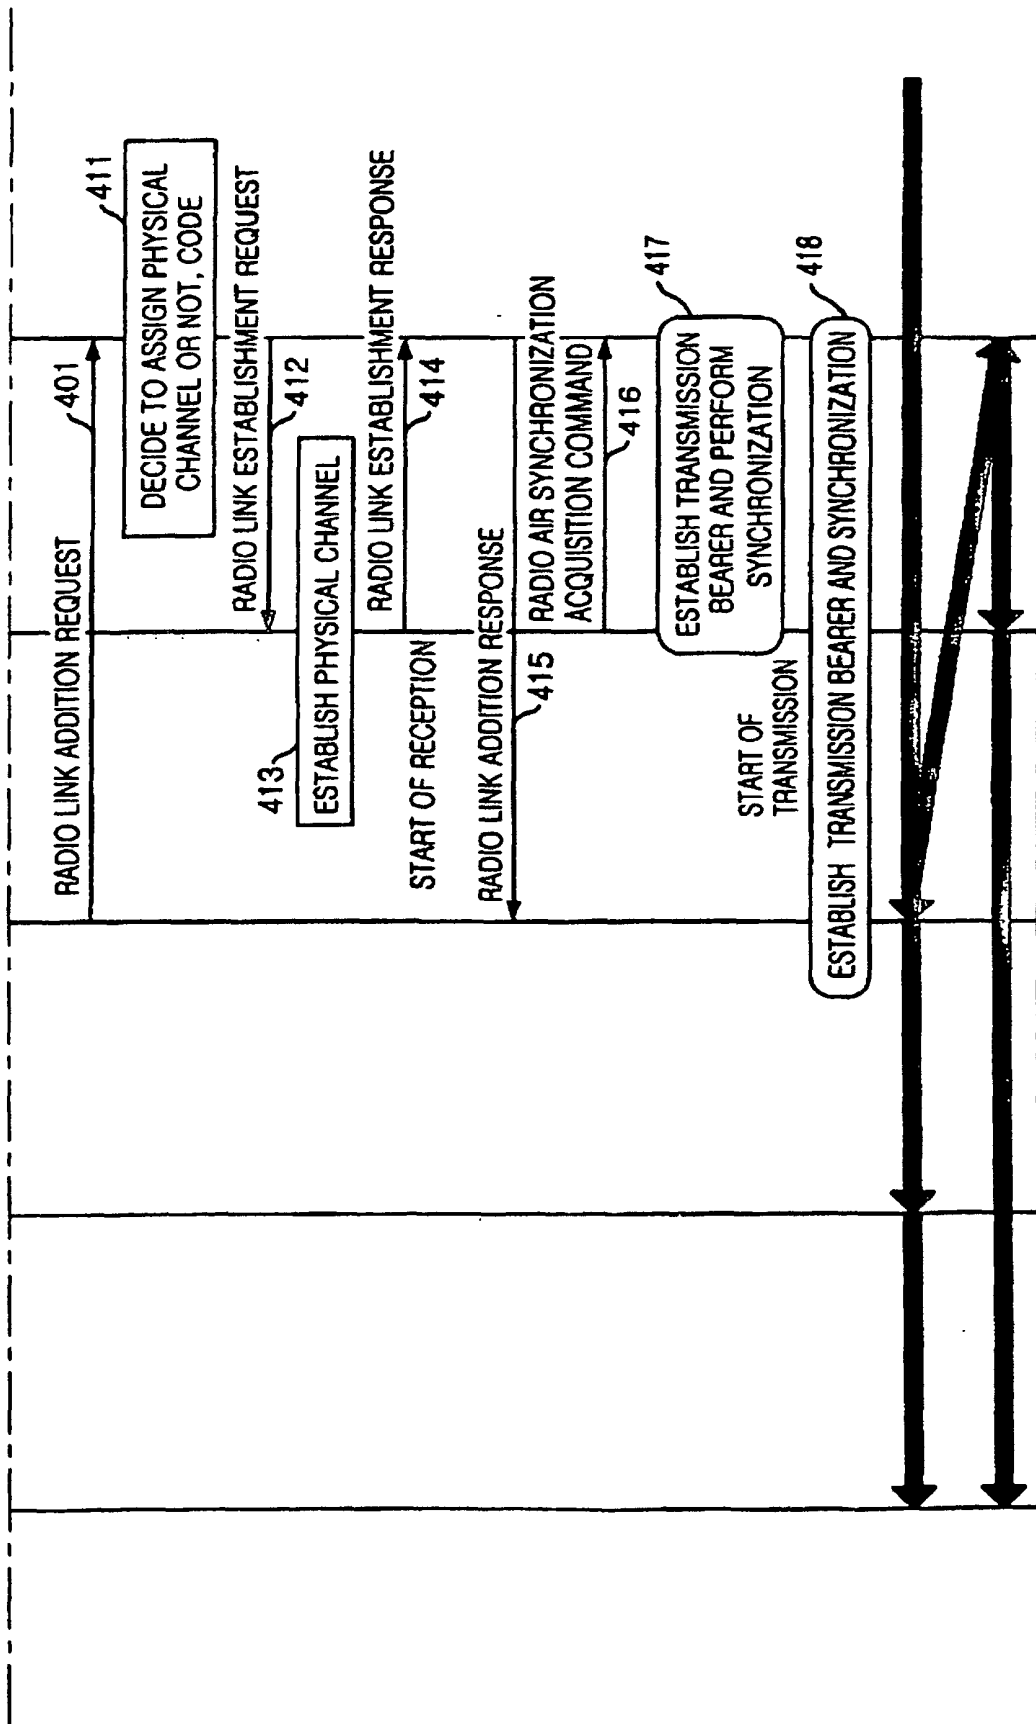 RADIO LINK ADDITION REQUEST
401
411
DECIDE TO ASSIGN PHYSICAL
CHANNEL OR NOT, CODE
RADIO LINK ESTABLISHMENT REQUEST
412
413
ESTABLISH PHYSICAL CHANNEL
RADIO LINK ESTABLISHMENT RESPONSE
414
START OF RECEPTION
RADIO LINK ADDITION RESPONSE
415
RADIO AIR SYNCHRONIZATION
ACQUISITION COMMAND
416
417
ESTABLISH TRANSMISSION
BEARER AND PERFORM
SYNCHRONIZATION
START OF
TRANSMISSION
418
ESTABLISH TRANSMISSION BEARER AND SYNCHRONIZATION